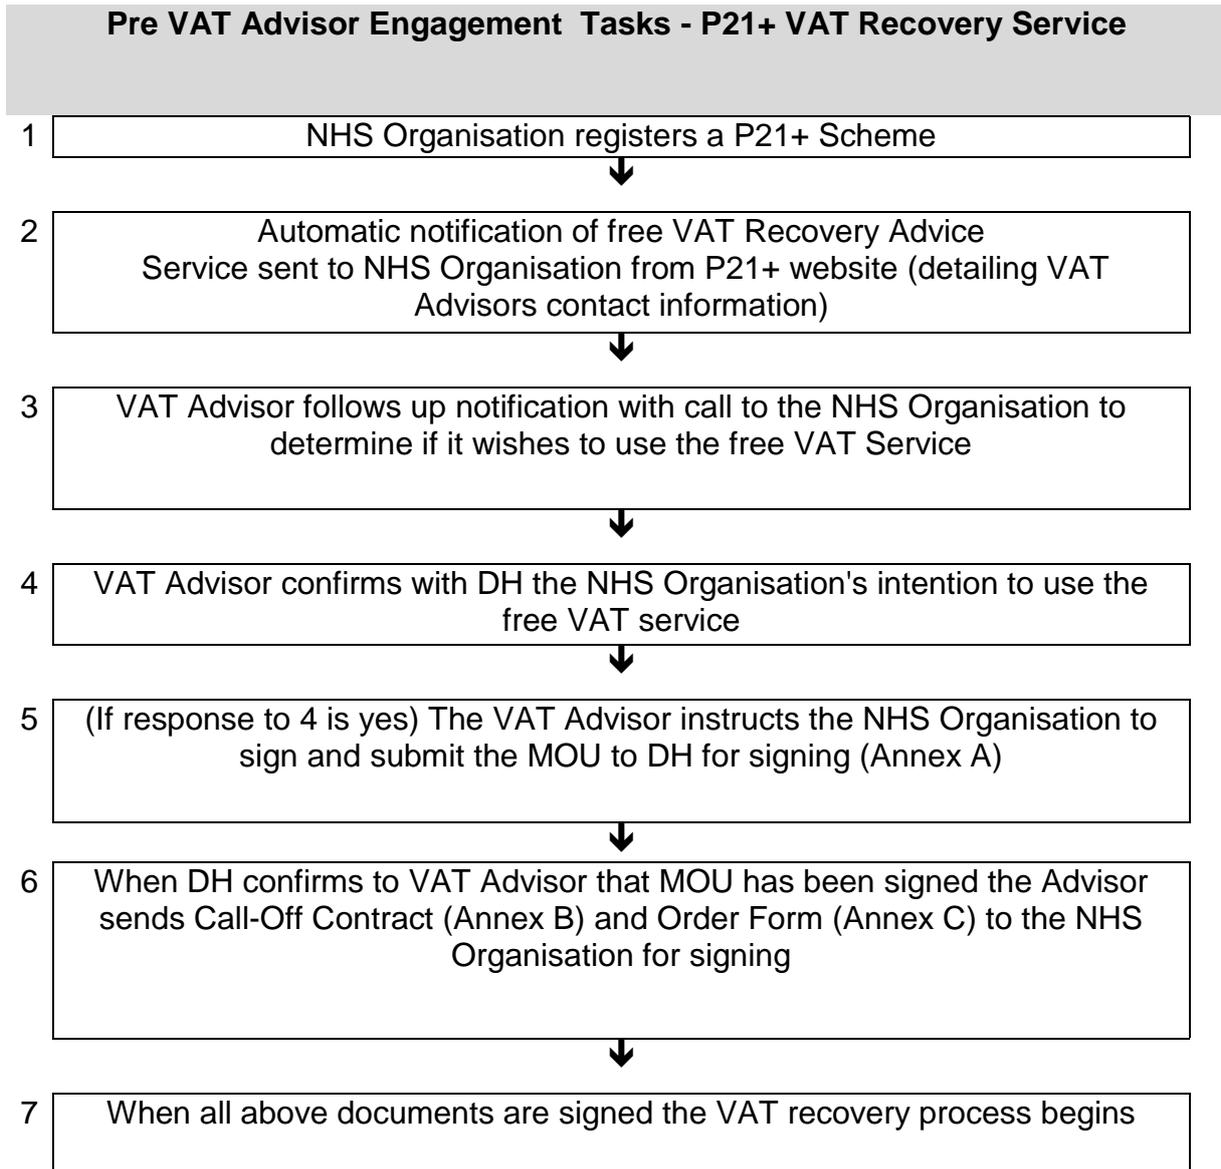 Pre VAT Advisor Engagement  Tasks - P21+ VAT Recovery Service
1 NHS Organisation registers a P21+ Scheme
2 Automatic notification of free VAT Recovery Advice
Service sent to NHS Organisation from P21+ website (detailing VAT
Advisors contact information)
3 VAT Advisor follows up notification with call to the NHS Organisation to
determine if it wishes to use the free VAT Service
4 VAT Advisor confirms with DH the NHS Organisation's intention to use the
free VAT service
5 (If response to 4 is yes) The VAT Advisor instructs the NHS Organisation to
sign and submit the MOU to DH for signing (Annex A)
6 When DH confirms to VAT Advisor that MOU has been signed the Advisor
sends Call-Off Contract (Annex B) and Order Form (Annex C) to the NHS
Organisation for signing
7 When all above documents are signed the VAT recovery process begins